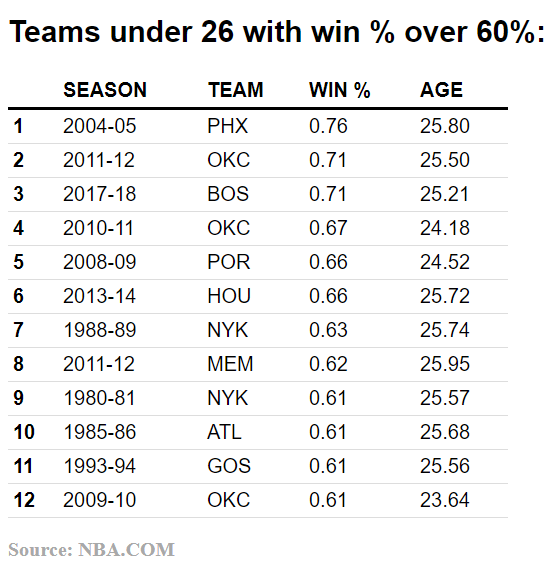 Teams under 26 with win % over 60%:
SEASON TEAM WIN % AGE
1 2004-05 PHX 0.76 25.80
2 2011-12 OKC 0.71 25.50
3 2017-18 BOS 0.71 25.21
4 2010-11 OKC 0.67 24.18
5 2008-09 POR 0.66 24.52
6 2013-14 HOU 0.66 25.72
7 1988-89 NYK 0.63 25.74
8 2011-12 MEM 0.62 25.95
9 1980-81 NYK 0.61 25.57
10 1985-86 ATL 0.61 25.68
11 1993-94 GOS 0.61 25.56
12 2009-10 OKC 0.61 23.64
Source: NBA.COM